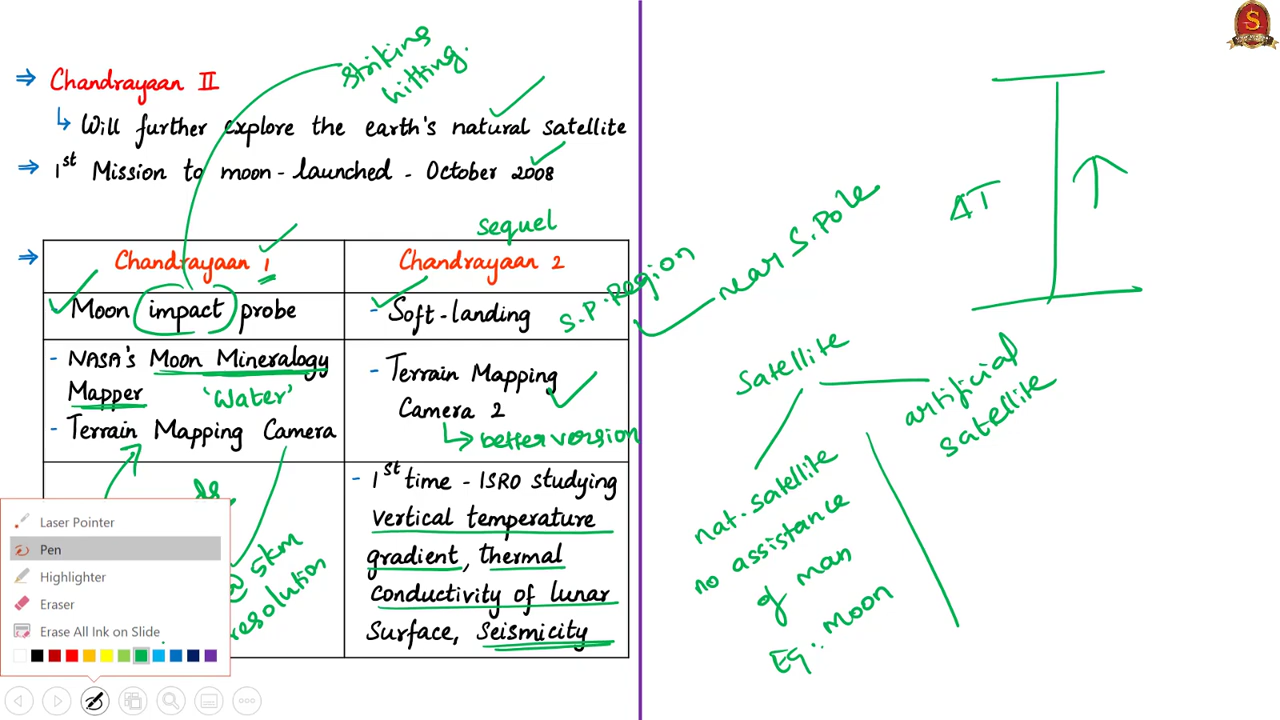 S
striking
hitting.
⇒ Chandrayaan II
↳ Will further explore the earth's natural satellite
⇒ 1st Mission to moon - launched - October 2008
sequel
⇒ Chandrayaan 1
Chandrayaan 2
Moon impact probe
- Soft-landing
S.P. Region
near S. Pole
- NASA's Moon Mineralogy
Mapper 'Water'
- Terrain Mapping Camera
- Terrain Mapping
Camera 2
↳ better version
- 1st time - ISRO studying
vertical temperature
gradient, thermal
conductivity of lunar
Surface, Seismicity
@ 5km
resolution
ΔT ↑
Satellite
artificial
satellite
nat. satellite
no assistance
of man
Eg: moon
Laser Pointer
Pen
Highlighter
Eraser
Erase All Ink on Slide